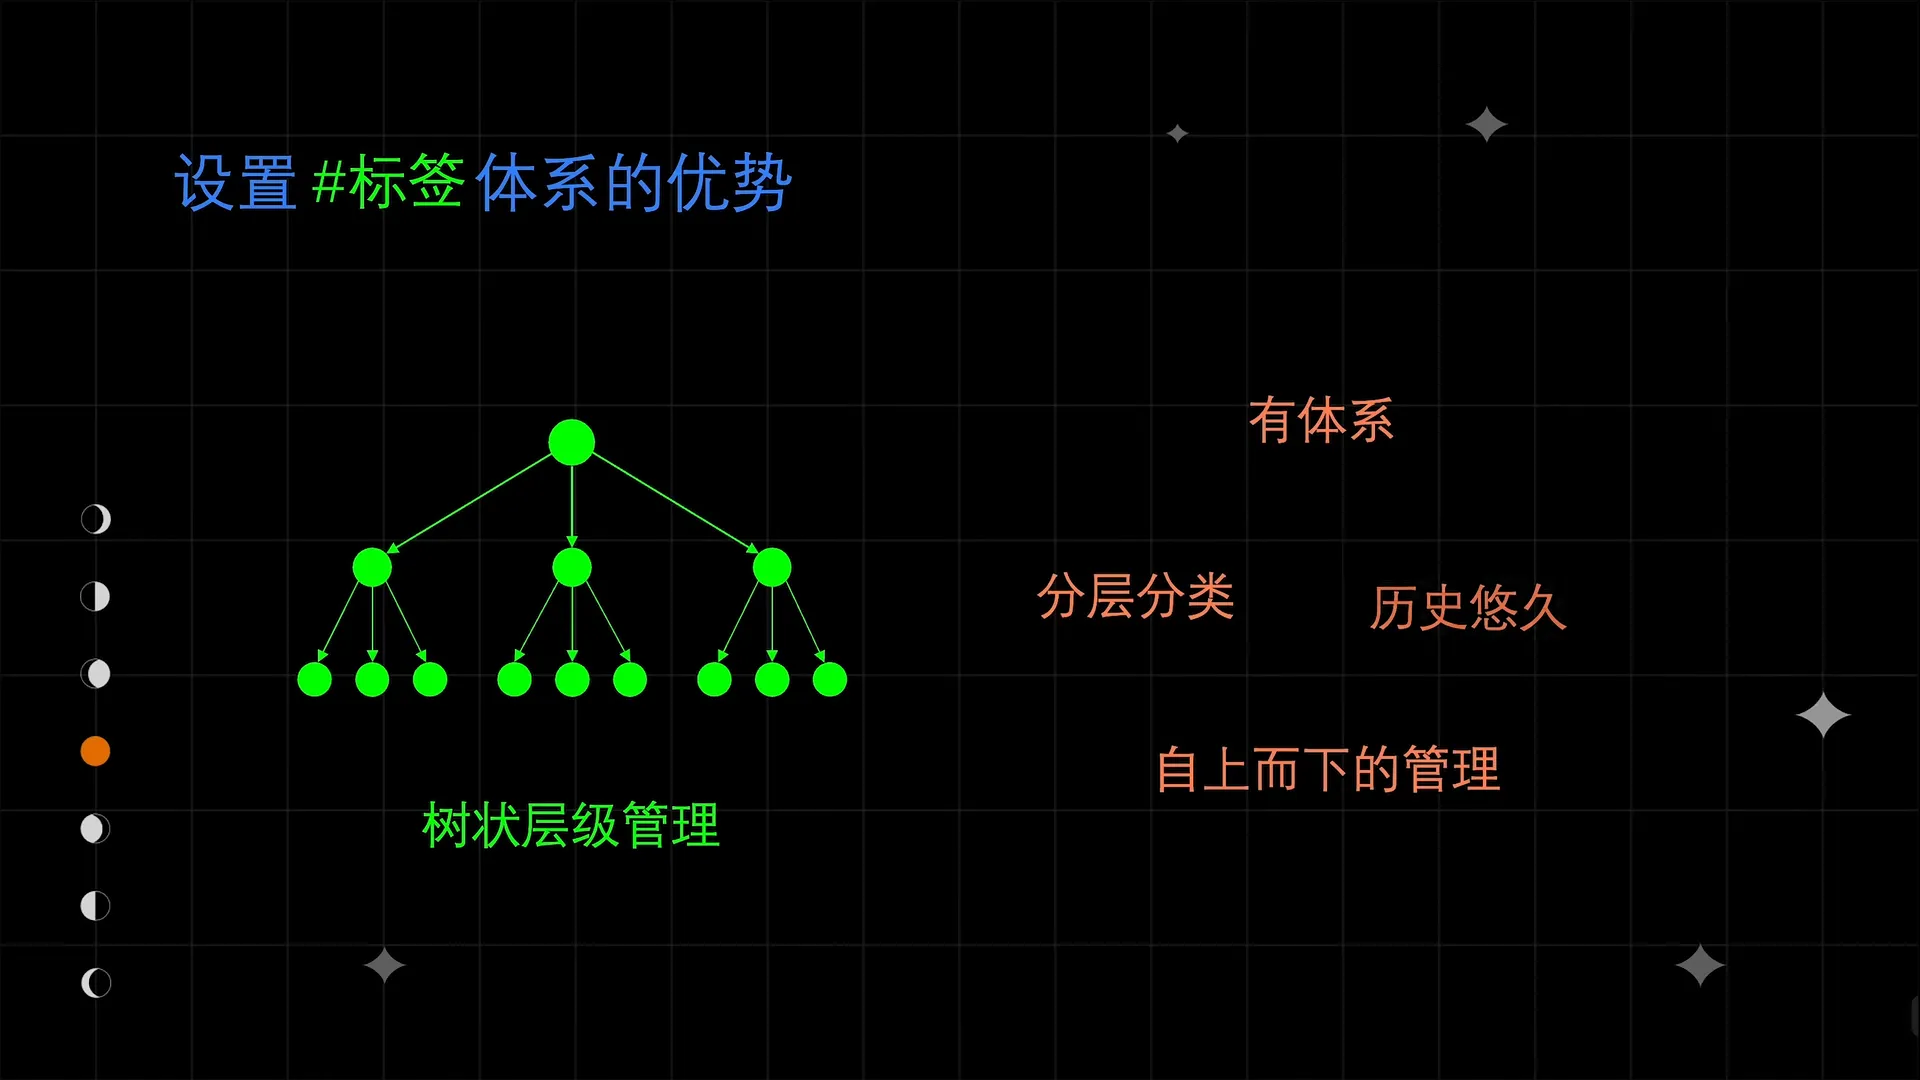 设置 #标签 体系的优势
有体系
分层分类
历史悠久
自上而下的管理
树状层级管理